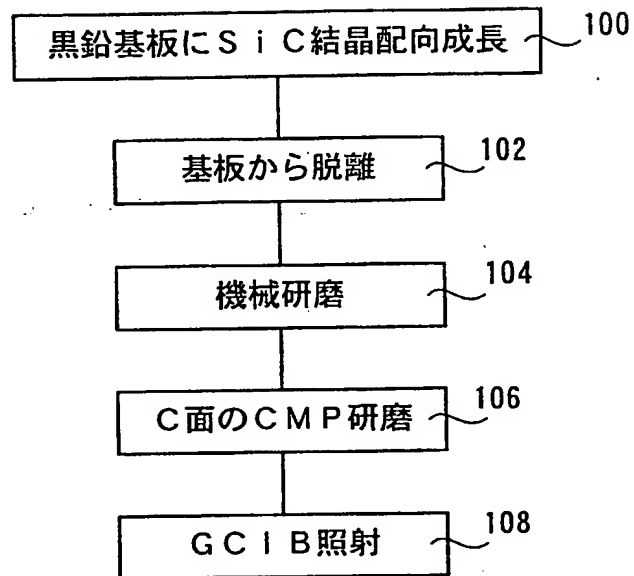 黒鉛基板にSiC結晶配向成長 100
基板から脱離 102
機械研磨 104
C面のCMP研磨 106
GCIB照射 108